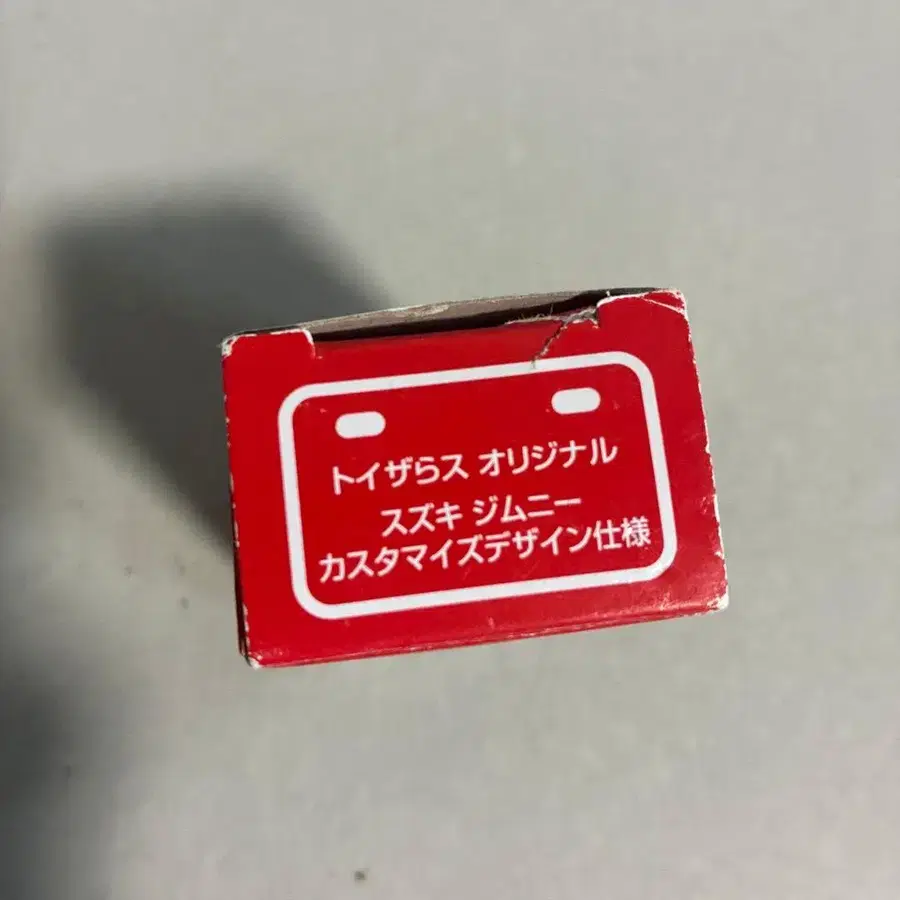 トイザらス オリジナル
スズキ ジムニー
カスタマイズデザイン仕様